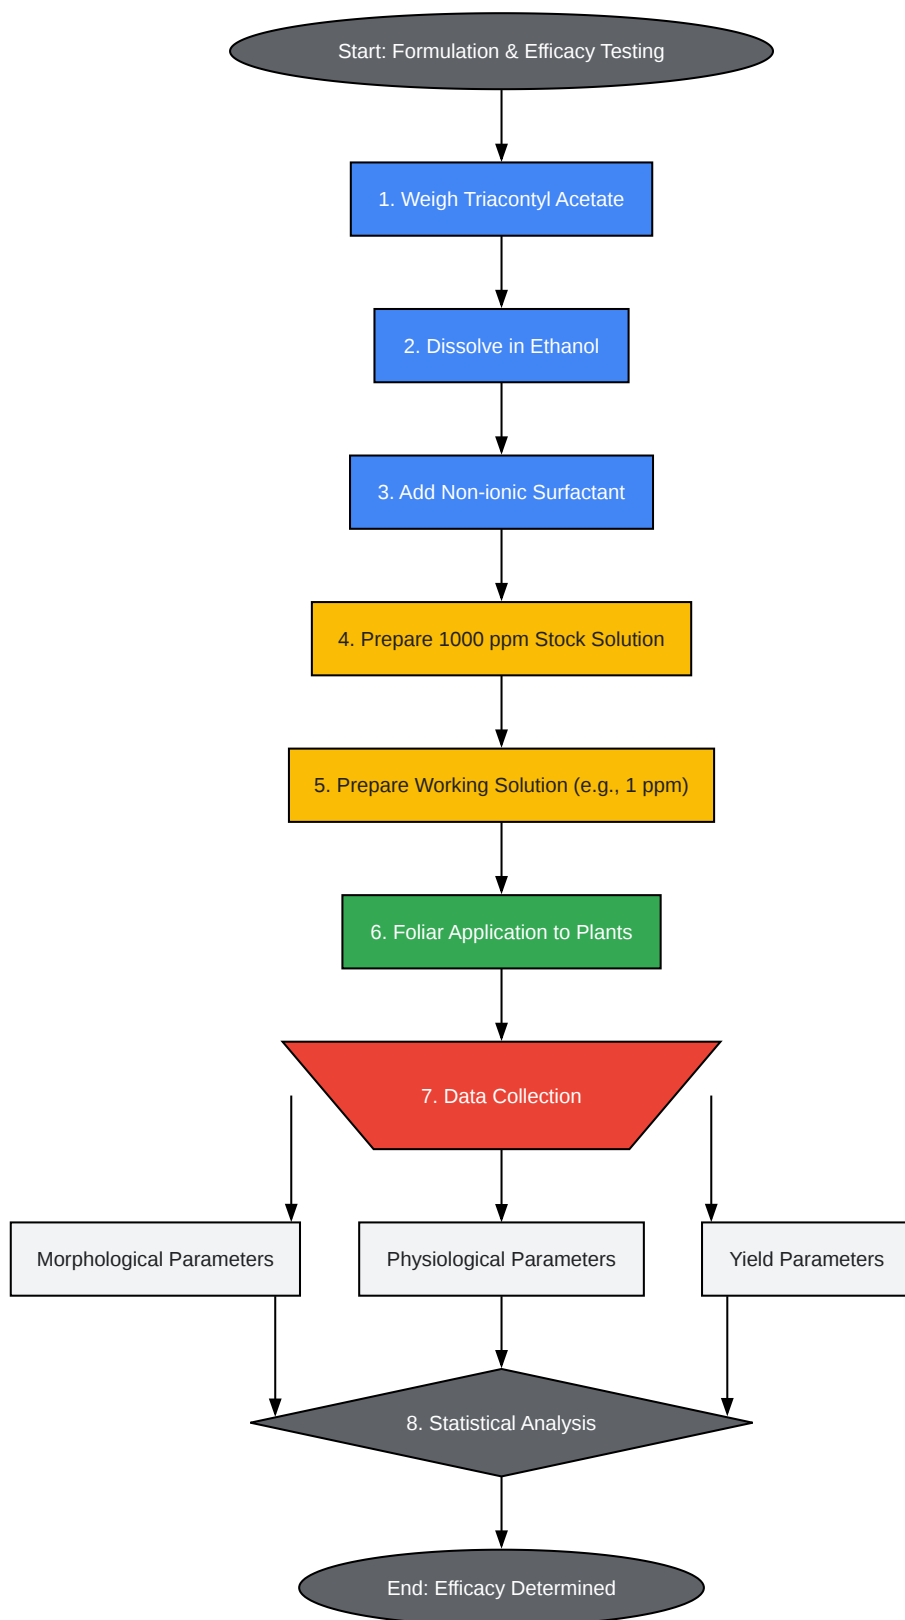 Start: Formulation & Efficacy Testing
1. Weigh Triacontyl Acetate
2. Dissolve in Ethanol
3. Add Non-ionic Surfactant
4. Prepare 1000 ppm Stock Solution
5. Prepare Working Solution (e.g., 1 ppm)
6. Foliar Application to Plants
7. Data Collection
Morphological Parameters
Physiological Parameters
Yield Parameters
8. Statistical Analysis
End: Efficacy Determined